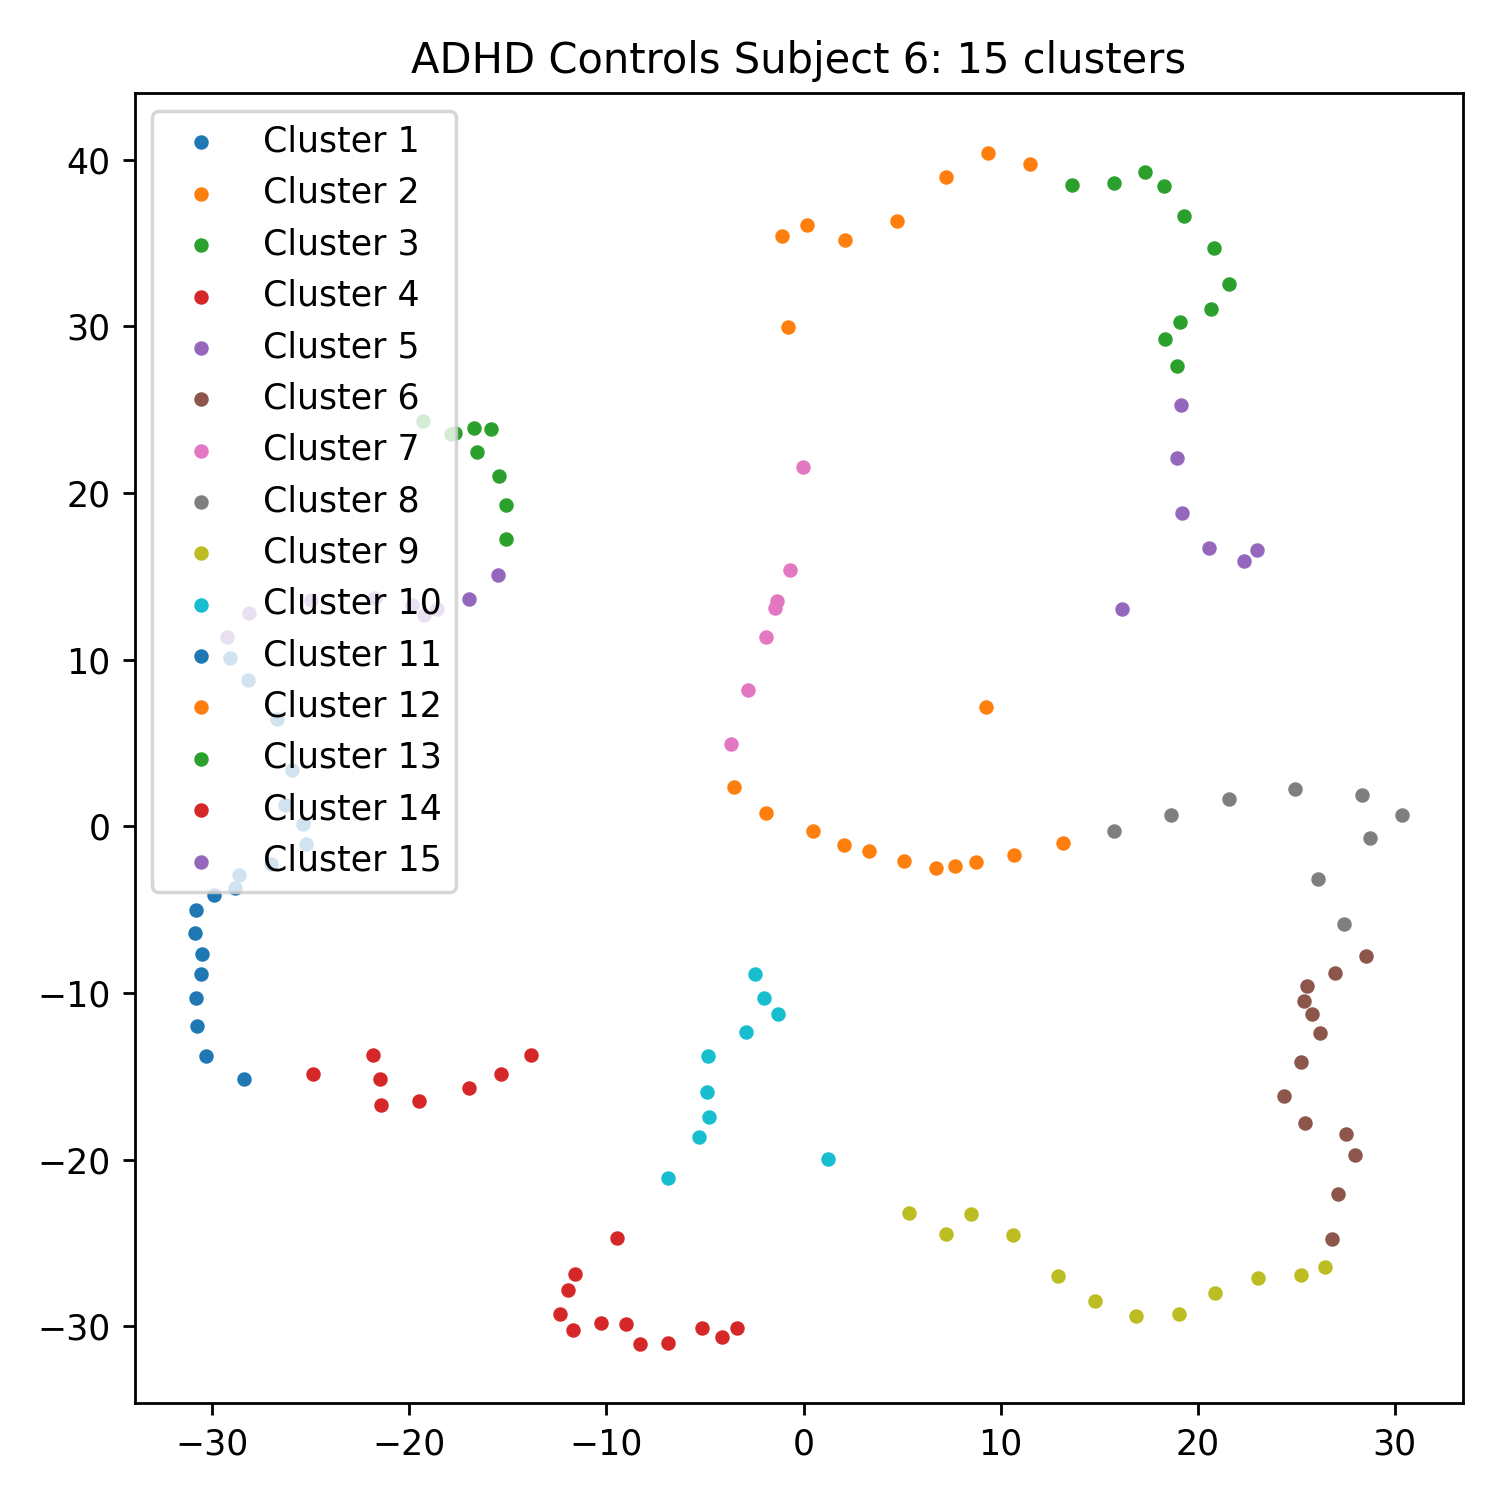 ADHD Controls Subject 6: 15 clusters
Cluster 1
Cluster 2
Cluster 3
Cluster 4
Cluster 5
Cluster 6
Cluster 7
Cluster 8
Cluster 9
Cluster 10
Cluster 11
Cluster 12
Cluster 13
Cluster 14
Cluster 15
40
30
20
10
0
−10
−20
−30
−30 −20 −10 0 10 20 30